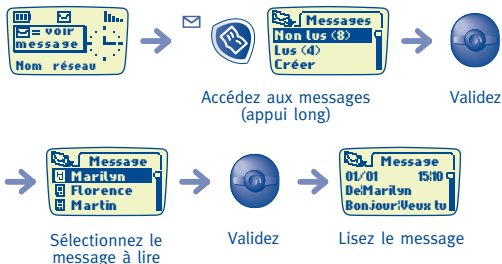 = voir
message
Nom réseau
Messages
Non lus (8)
Lus (4)
Créer
Accédez aux messages
(appui long)
Validez
Message
Marilyn
Florence
Martin
Sélectionnez le
message à lire
Validez
Message
01/01 15:10
De:Marilyn
Bonjour!Veux tu
Lisez le message